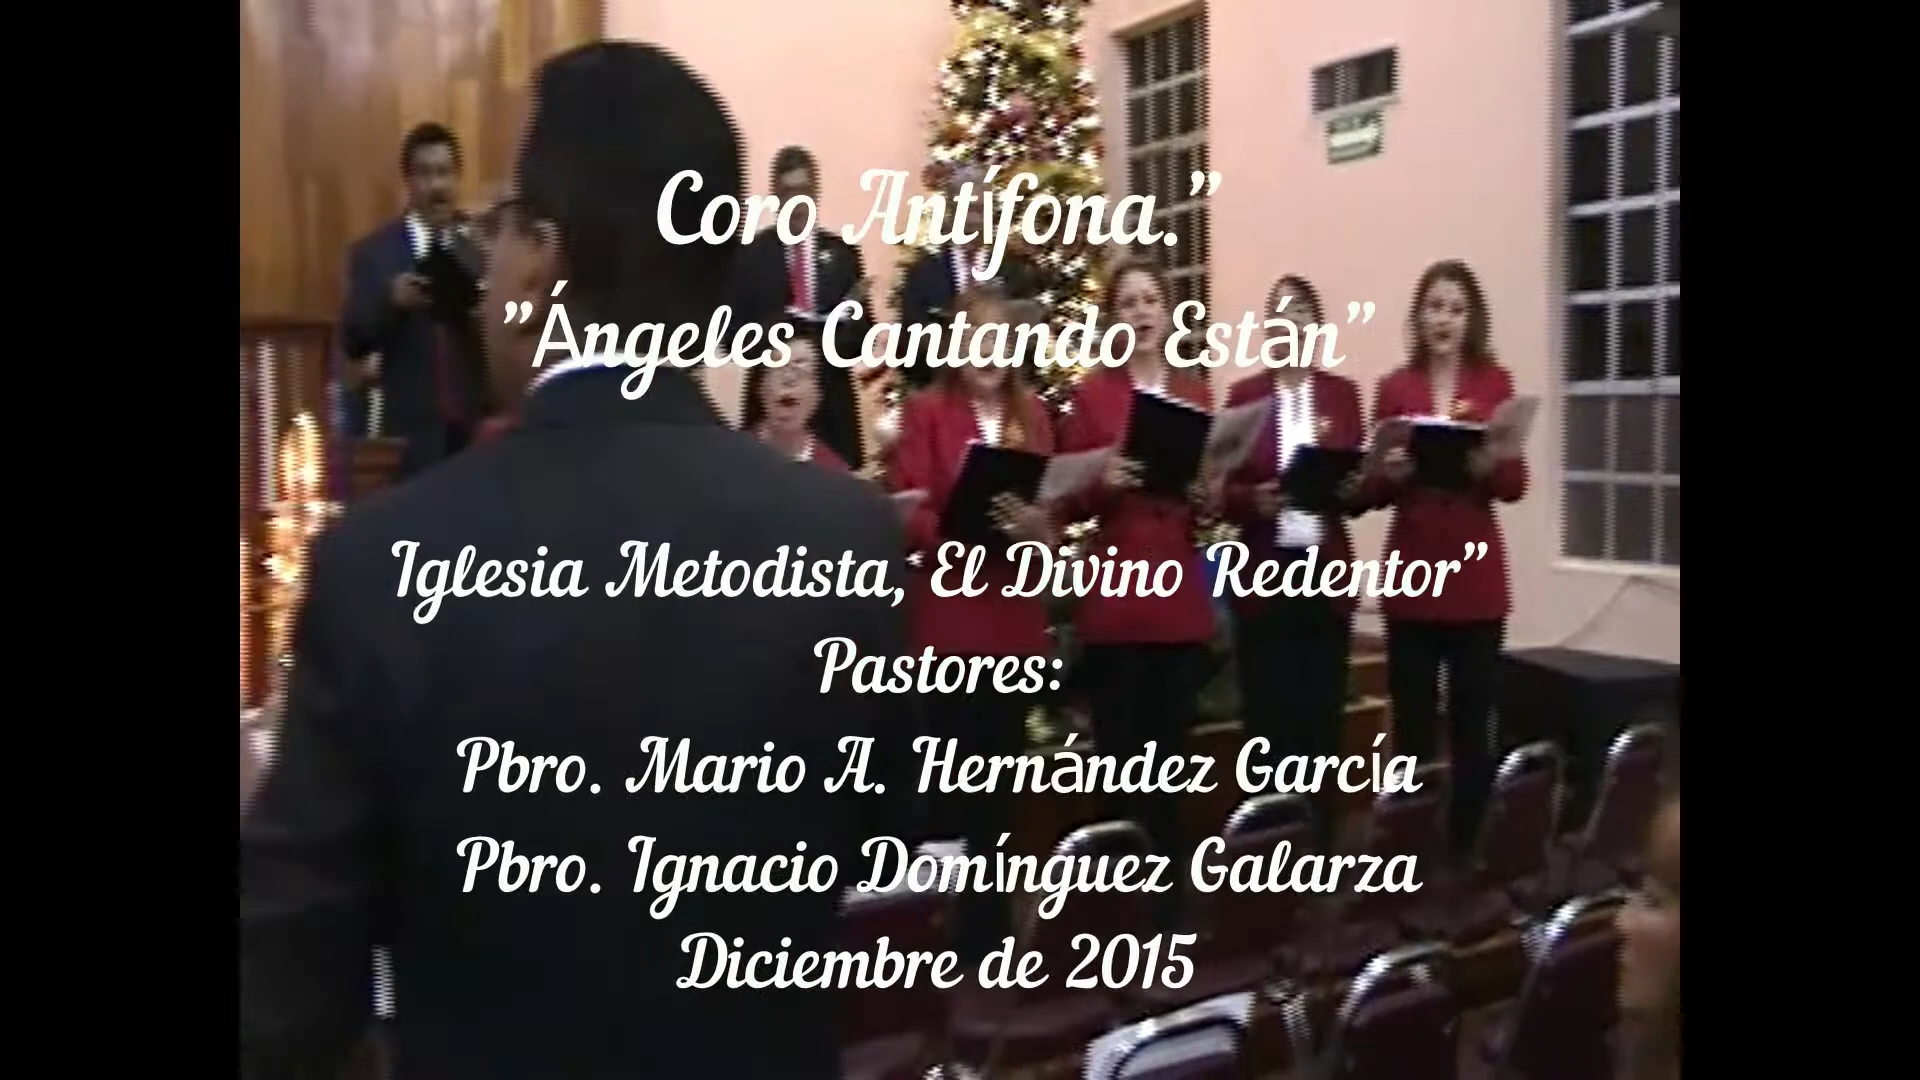 Coro Antífona."
"Ángeles Cantando Están"
Iglesia Metodista, El Divino Redentor"
Pastores:
Pbro. Mario A. Hernández García
Pbro. Ignacio Domínguez Galarza
Diciembre de 2015